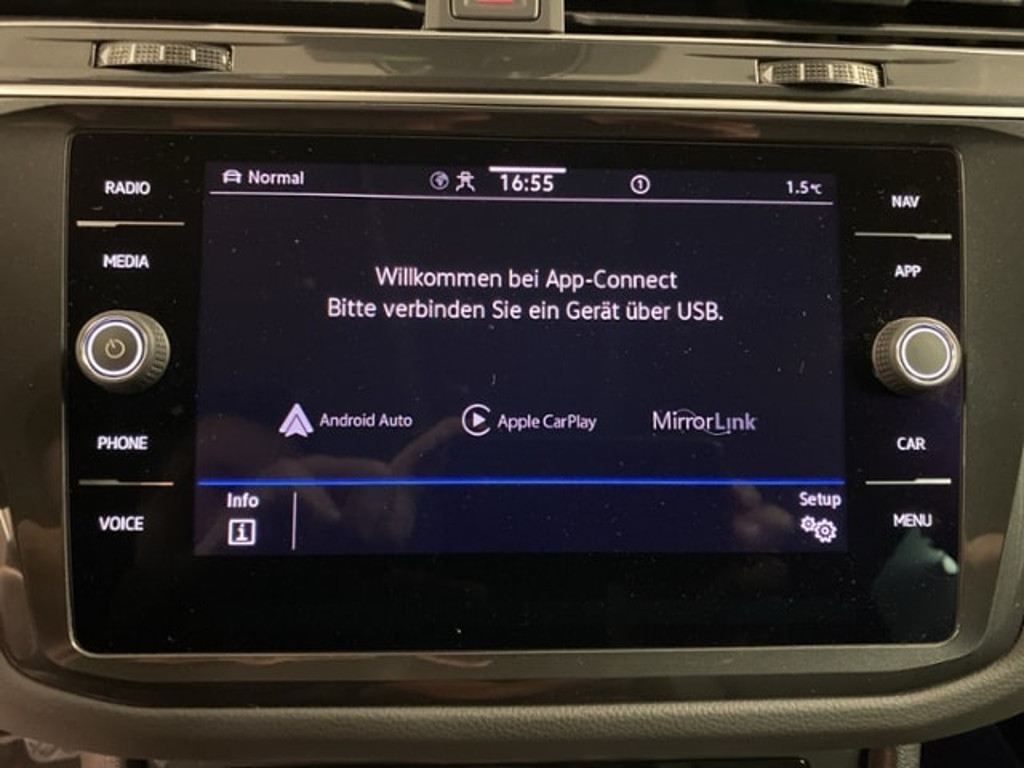 RADIO
MEDIA
PHONE
VOICE
Normal
16:55
1
1.5°C
Willkommen bei App-Connect
Bitte verbinden Sie ein Gerät über USB.
Android Auto
Apple CarPlay
MirrorLink
Info
i
Setup
NAV
APP
CAR
MENU